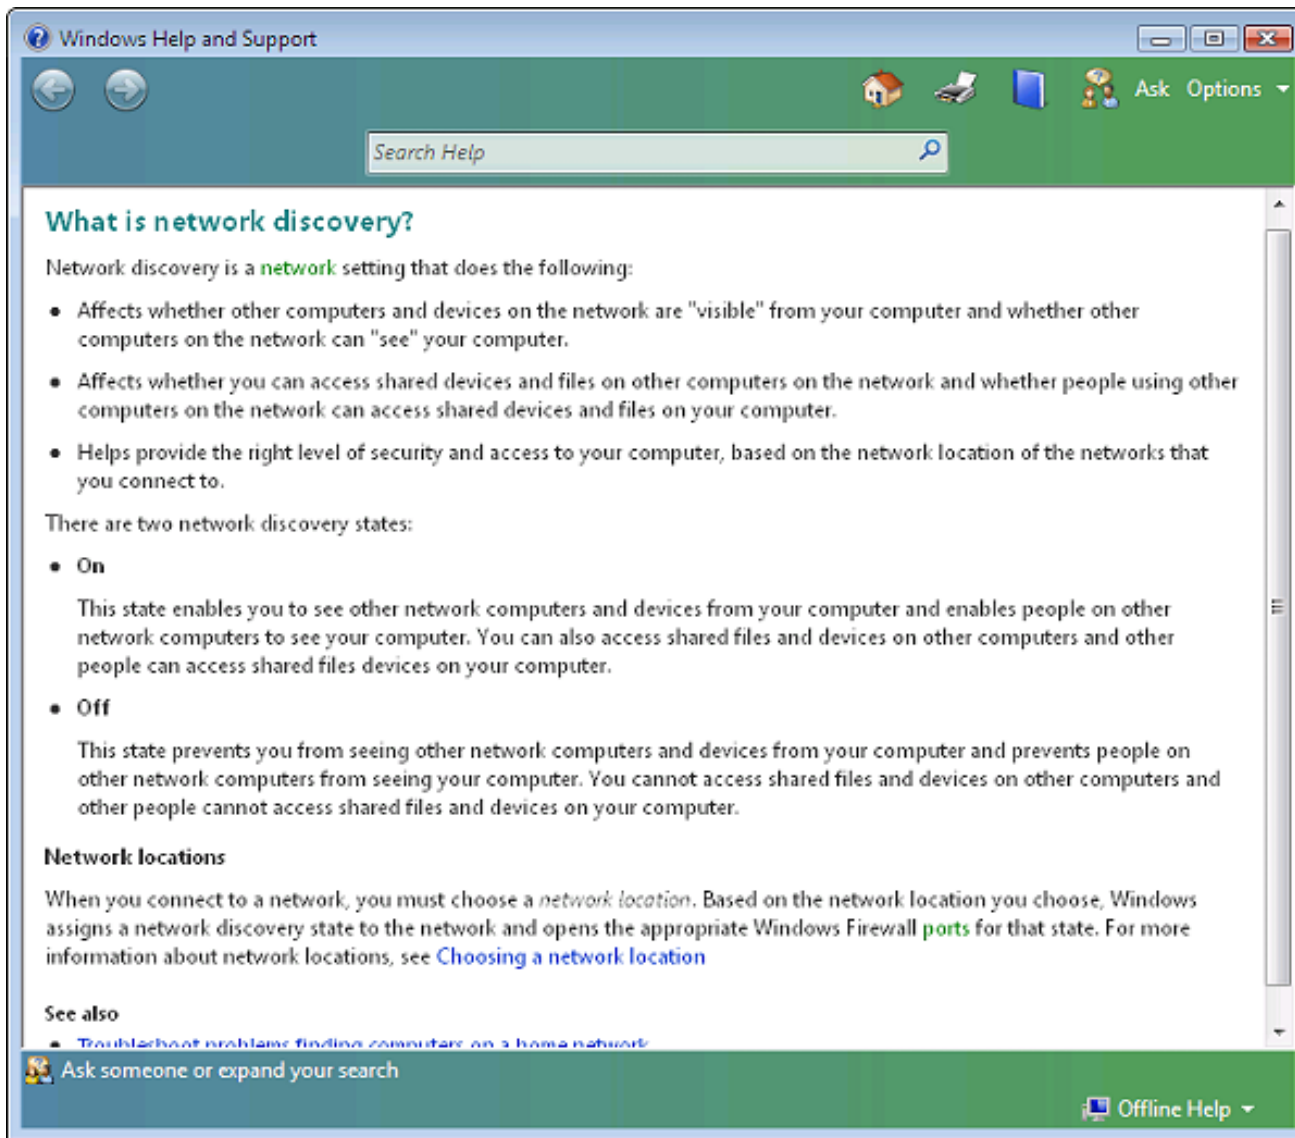 Windows Help and Support
Ask Options
Search Help
What is network discovery?
Network discovery is a network setting that does the following:
• Affects whether other computers and devices on the network are "visible" from your computer and whether other
computers on the network can "see" your computer.
• Affects whether you can access shared devices and files on other computers on the network and whether people using other
computers on the network can access shared devices and files on your computer.
• Helps provide the right level of security and access to your computer, based on the network location of the networks that
you connect to.
There are two network discovery states:
• On
This state enables you to see other network computers and devices from your computer and enables people on other
network computers to see your computer. You can also access shared files and devices on other computers and other
people can access shared files devices on your computer.
• Off
This state prevents you from seeing other network computers and devices from your computer and prevents people on
other network computers from seeing your computer. You cannot access shared files and devices on other computers and
other people cannot access shared files and devices on your computer.
Network locations
When you connect to a network, you must choose a network location. Based on the network location you choose, Windows
assigns a network discovery state to the network and opens the appropriate Windows Firewall ports for that state. For more
information about network locations, see Choosing a network location
See also
• Troubleshoot problems finding computers on a home network
Ask someone or expand your search
Offline Help